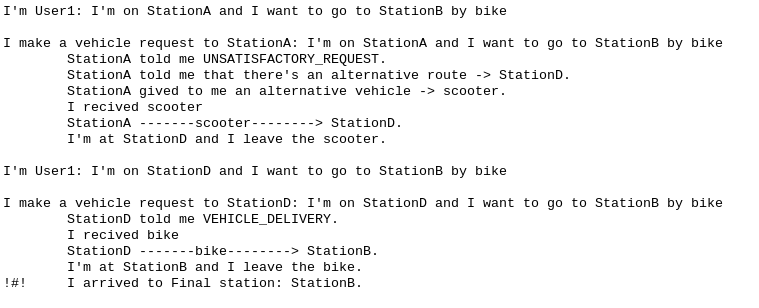 I'm User1: I'm on StationA and I want to go to StationB by bike
I make a vehicle request to StationA: I'm on StationA and I want to go to StationB by bike
StationA told me UNSATISFACTORY_REQUEST.
StationA told me that there's an alternative route -> StationD.
StationA gived to me an alternative vehicle -> scooter.
I recived scooter
StationA -------scooter--------> StationD.
I'm at StationD and I leave the scooter.
I'm User1: I'm on StationD and I want to go to StationB by bike
I make a vehicle request to StationD: I'm on StationD and I want to go to StationB by bike
StationD told me VEHICLE_DELIVERY.
I recived bike
StationD -------bike--------> StationB.
I'm at StationB and I leave the bike.
!#! I arrived to Final station: StationB.